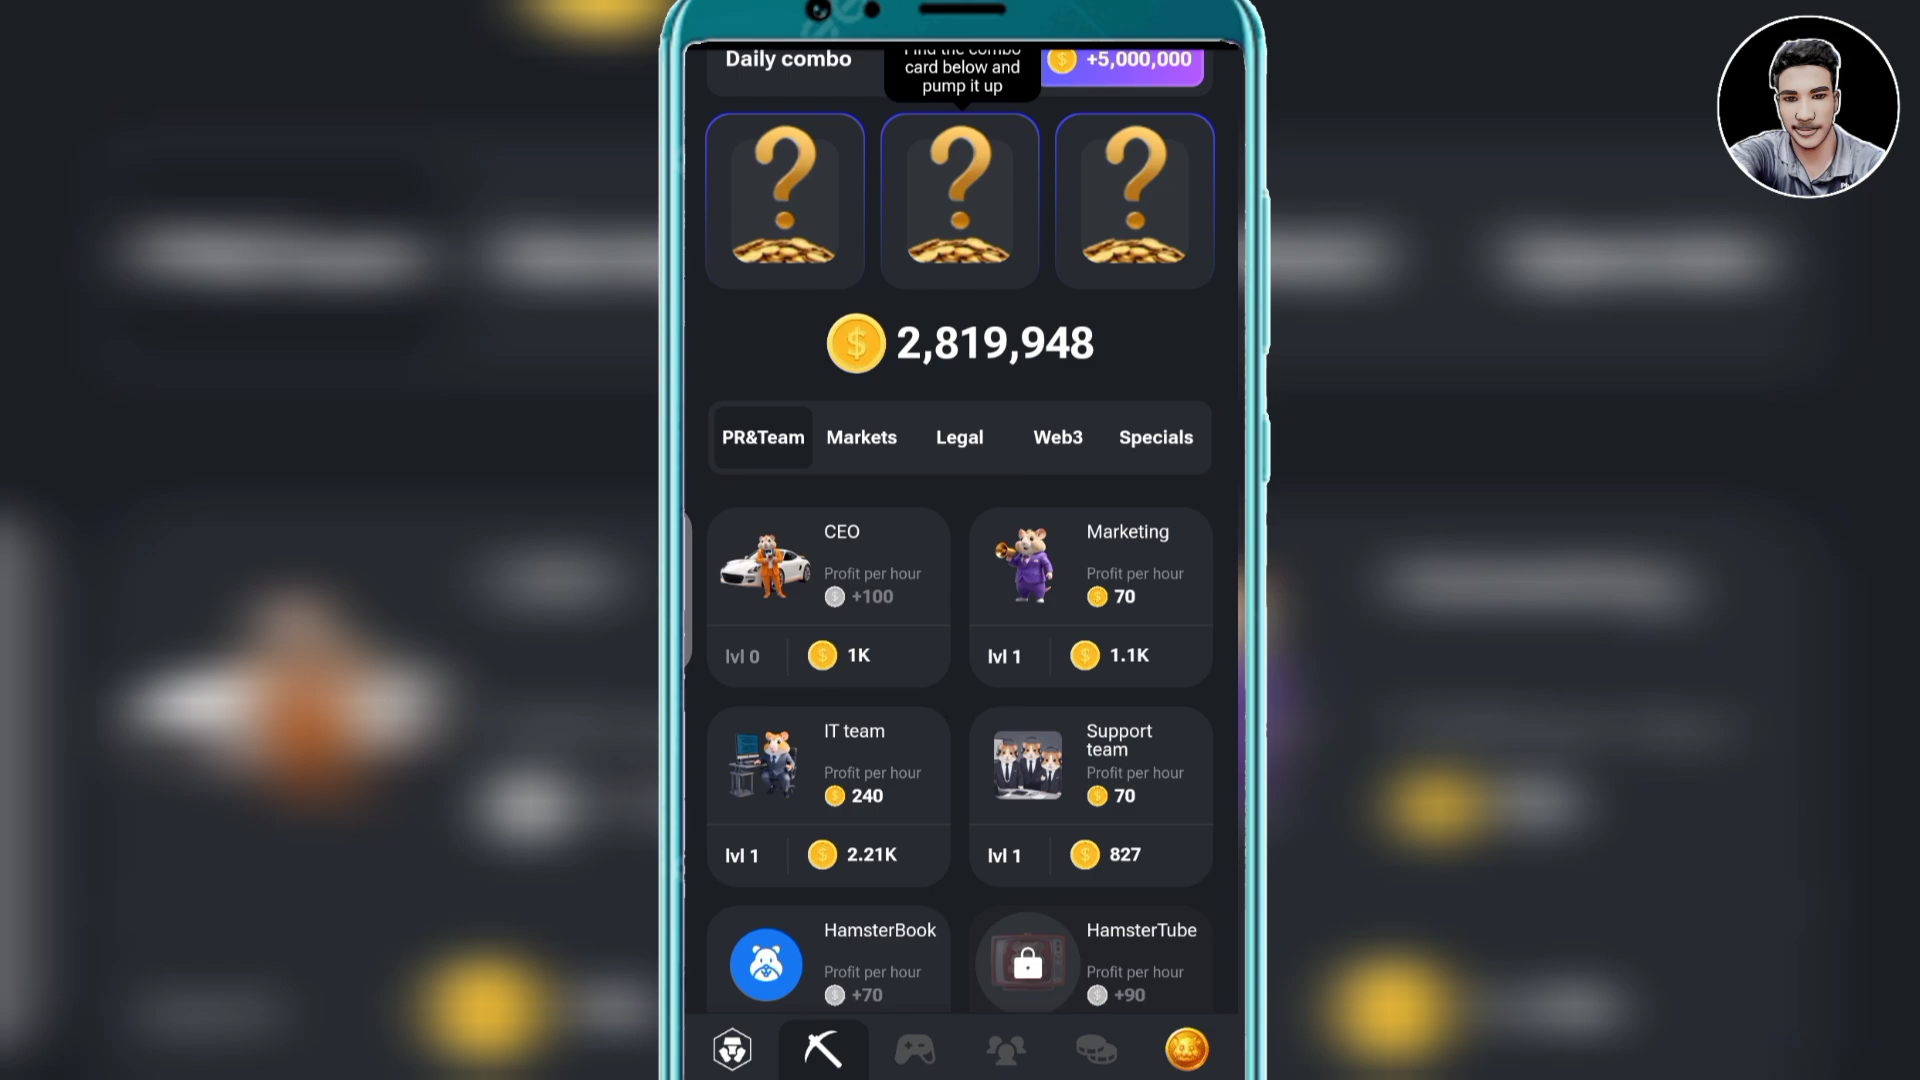 Daily combo
Find the combo
card below and
pump it up
+5,000,000
2,819,948
PR&Team
Markets
Legal
Web3
Specials
CEO
Profit per hour
+100
lvl 0
1K
Marketing
Profit per hour
70
lvl 1
1.1K
IT team
Profit per hour
240
lvl 1
2.21K
Support
team
Profit per hour
70
lvl 1
827
HamsterBook
Profit per hour
+70
HamsterTube
Profit per hour
+90